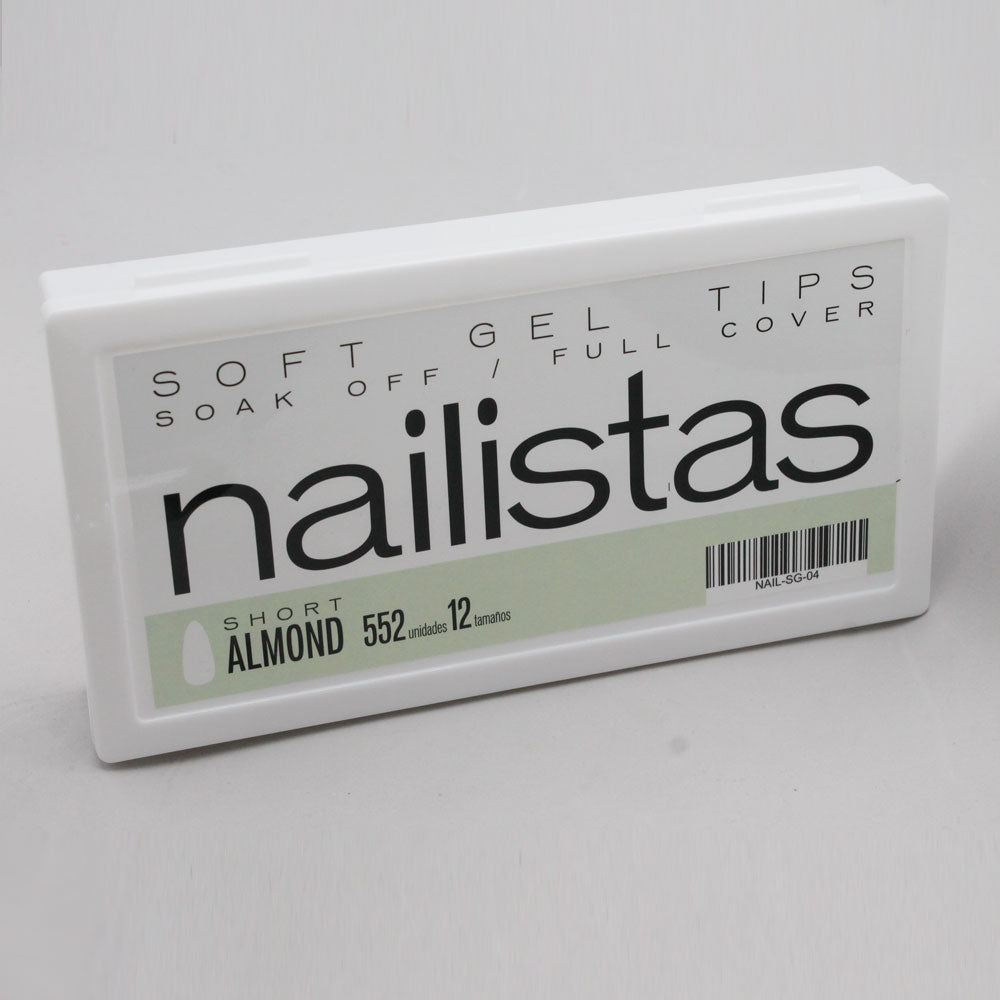 SOFT GEL TIPS
SOAK OFF / FULL COVER
nailistas
SHORT
ALMOND 552 unidades 12 tamaños
NAIL-SG-04